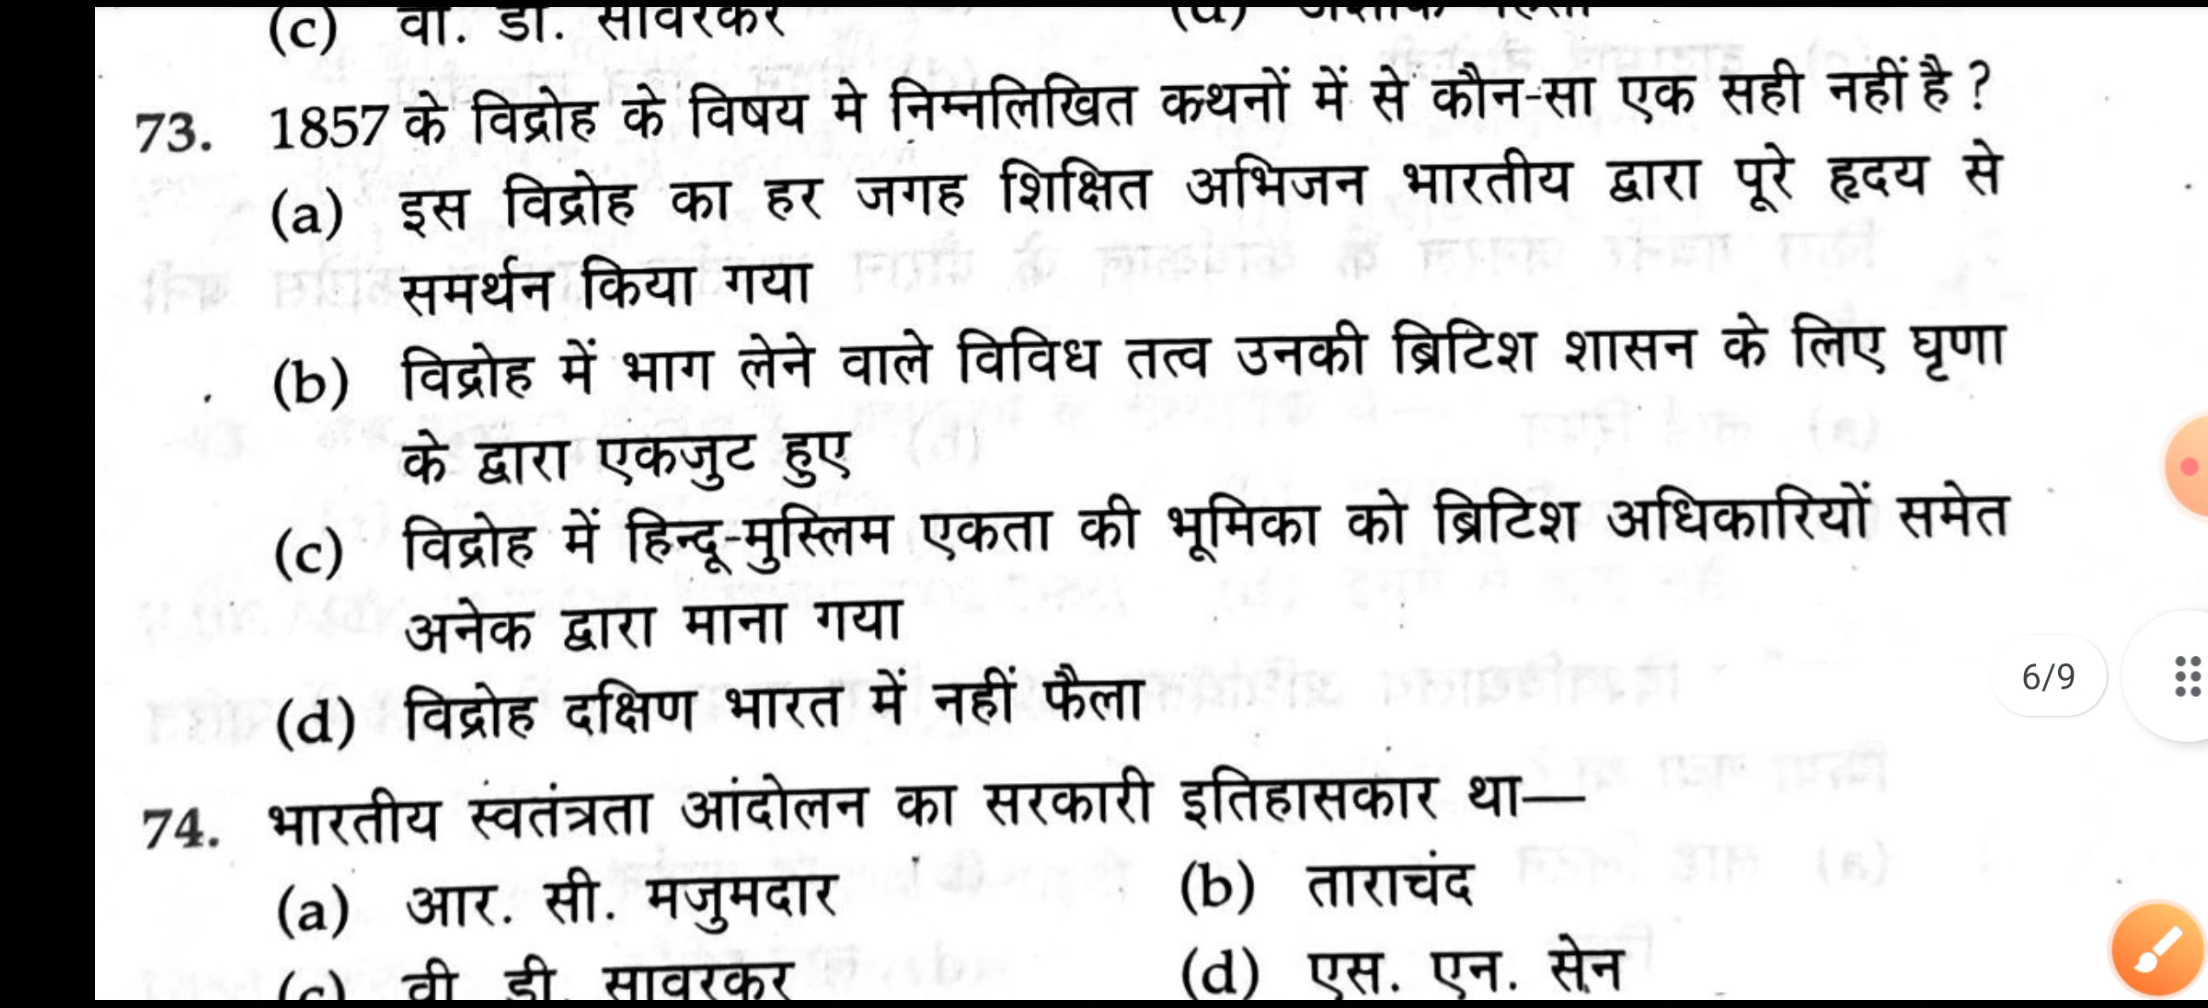 (c) वी. डी. सावरकर
73. 1857 के विद्रोह के विषय मे निम्नलिखित कथनों में से कौन-सा एक सही नहीं है ?
(a) इस विद्रोह का हर जगह शिक्षित अभिजन भारतीय द्वारा पूरे हृदय से
समर्थन किया गया
(b) विद्रोह में भाग लेने वाले विविध तत्व उनकी ब्रिटिश शासन के लिए घृणा
के द्वारा एकजुट हुए
(c) विद्रोह में हिन्दू-मुस्लिम एकता की भूमिका को ब्रिटिश अधिकारियों समेत
अनेक द्वारा माना गया
(d) विद्रोह दक्षिण भारत में नहीं फैला
6/9
74. भारतीय स्वतंत्रता आंदोलन का सरकारी इतिहासकार था—
(a) आर. सी. मजुमदार (b) ताराचंद
(c) वी डी सावरकर (d) एस. एन. सेन